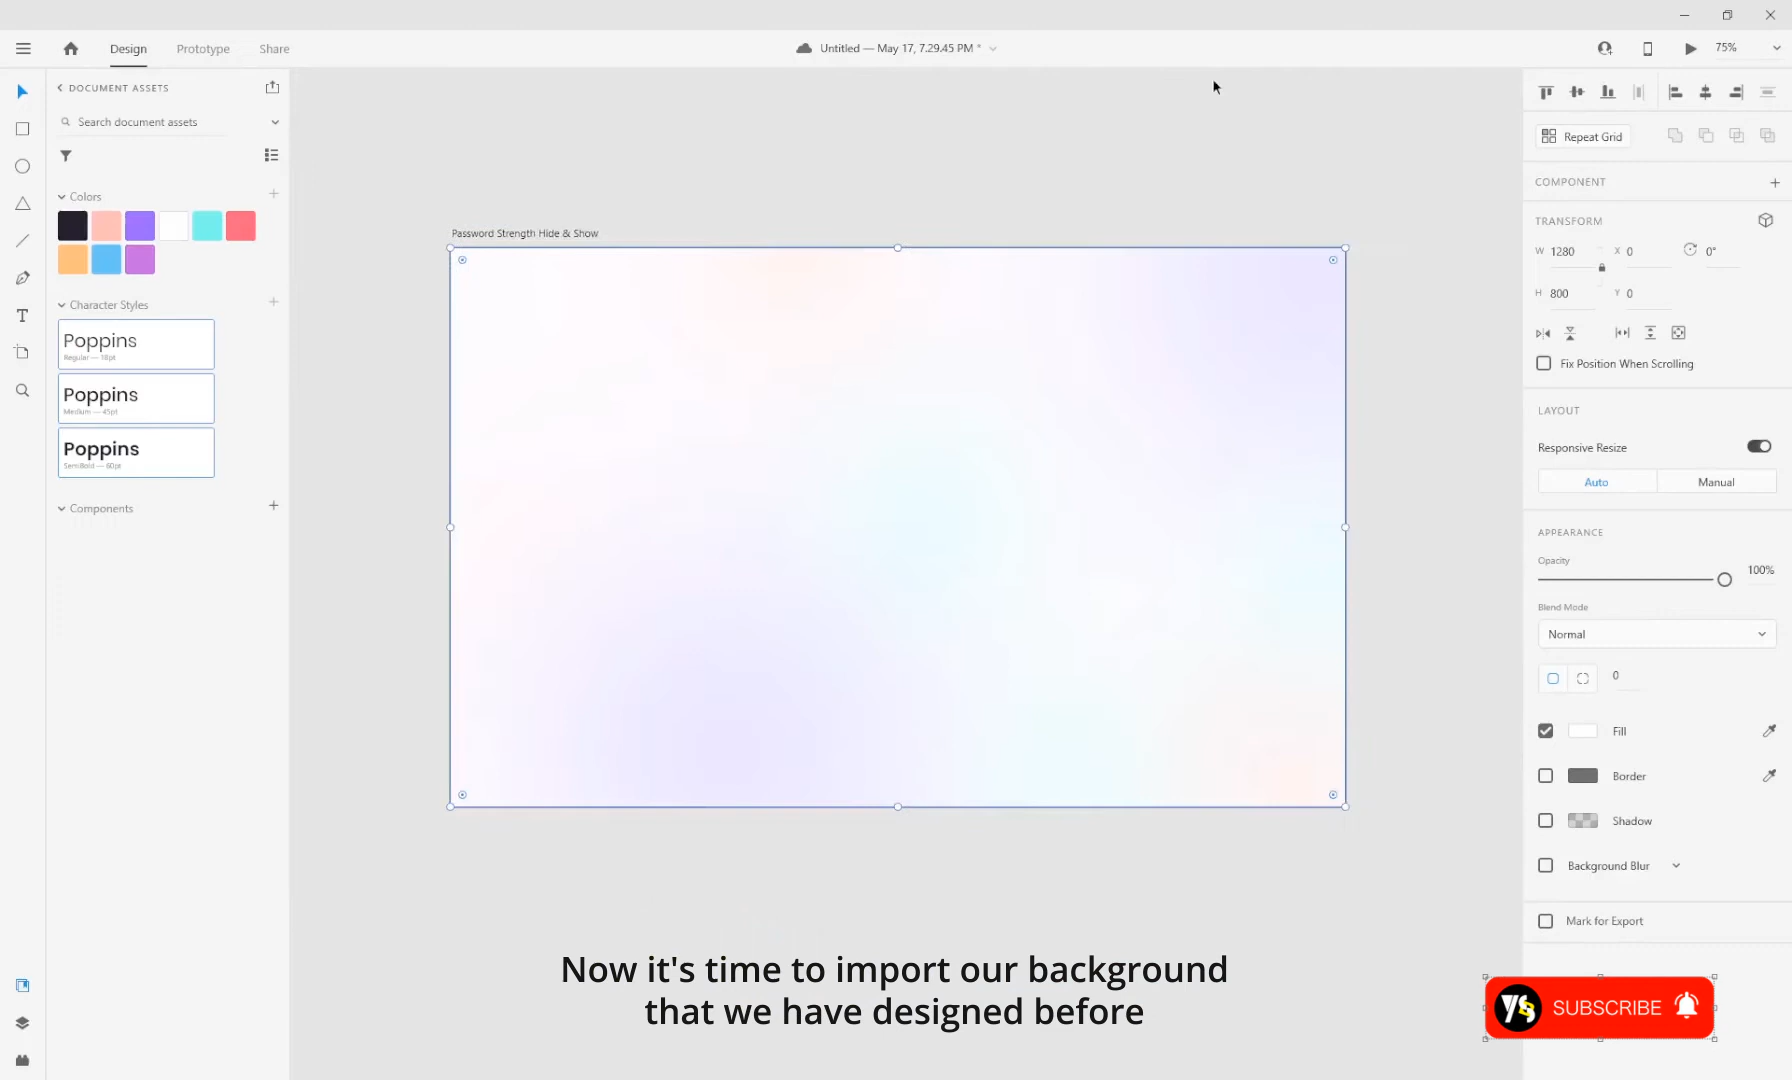 Design
Prototype
Share
Untitled — May 17, 7.29.45 PM *
75%
DOCUMENT ASSETS
Search document assets
Colors
Character Styles
Poppins
Regular — 18pt
Poppins
Medium — 45pt
Poppins
SemiBold — 60pt
Components
Password Strength Hide & Show
Repeat Grid
COMPONENT
TRANSFORM
W 1280 X 0 0°
H 800 Y 0
Fix Position When Scrolling
LAYOUT
Responsive Resize
Auto
Manual
APPEARANCE
Opacity
100%
Blend Mode
Normal
0
Fill
Border
Shadow
Background Blur
Mark for Export
Now it's time to import our background
that we have designed before
SUBSCRIBE